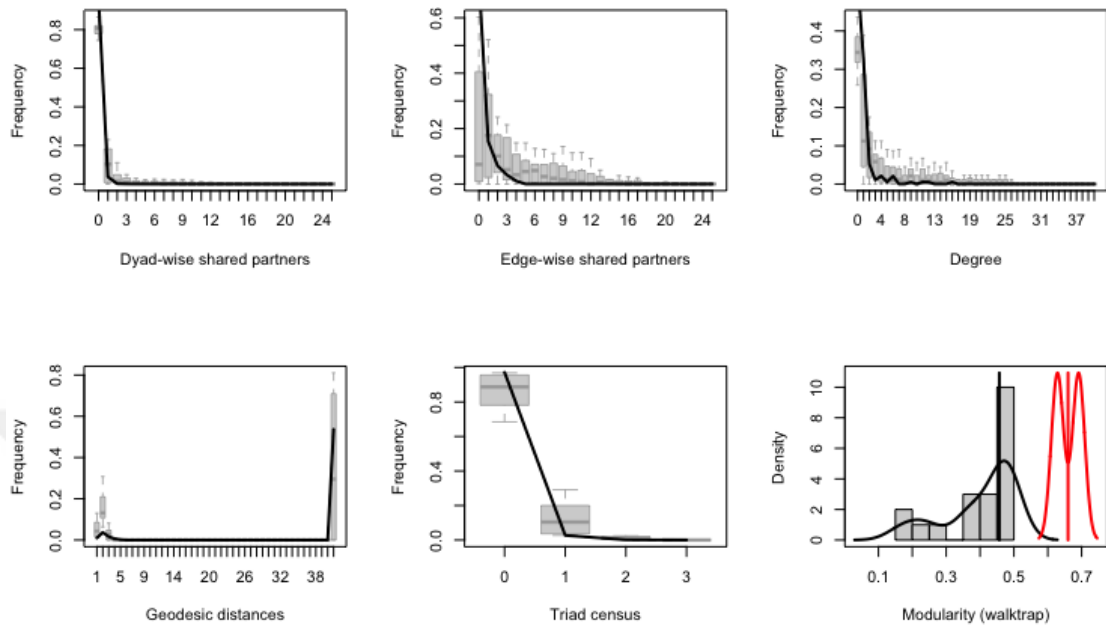 Frequency
0.0 0.2 0.4 0.6 0.8
0 3 6 9 12 16 20 24
Dyad-wise shared partners
Frequency
0.0 0.2 0.4 0.6
0 3 6 9 12 16 20 24
Edge-wise shared partners
Frequency
0.0 0.1 0.2 0.3 0.4
0 4 8 13 19 25 31 37
Degree
Frequency
0.0 0.2 0.4 0.6 0.8
1 5 9 14 20 26 32 38
Geodesic distances
Frequency
0.0 0.4 0.8
0 1 2 3
Triad census
Density
0 2 4 6 8 10
0.1 0.3 0.5 0.7
Modularity (walktrap)